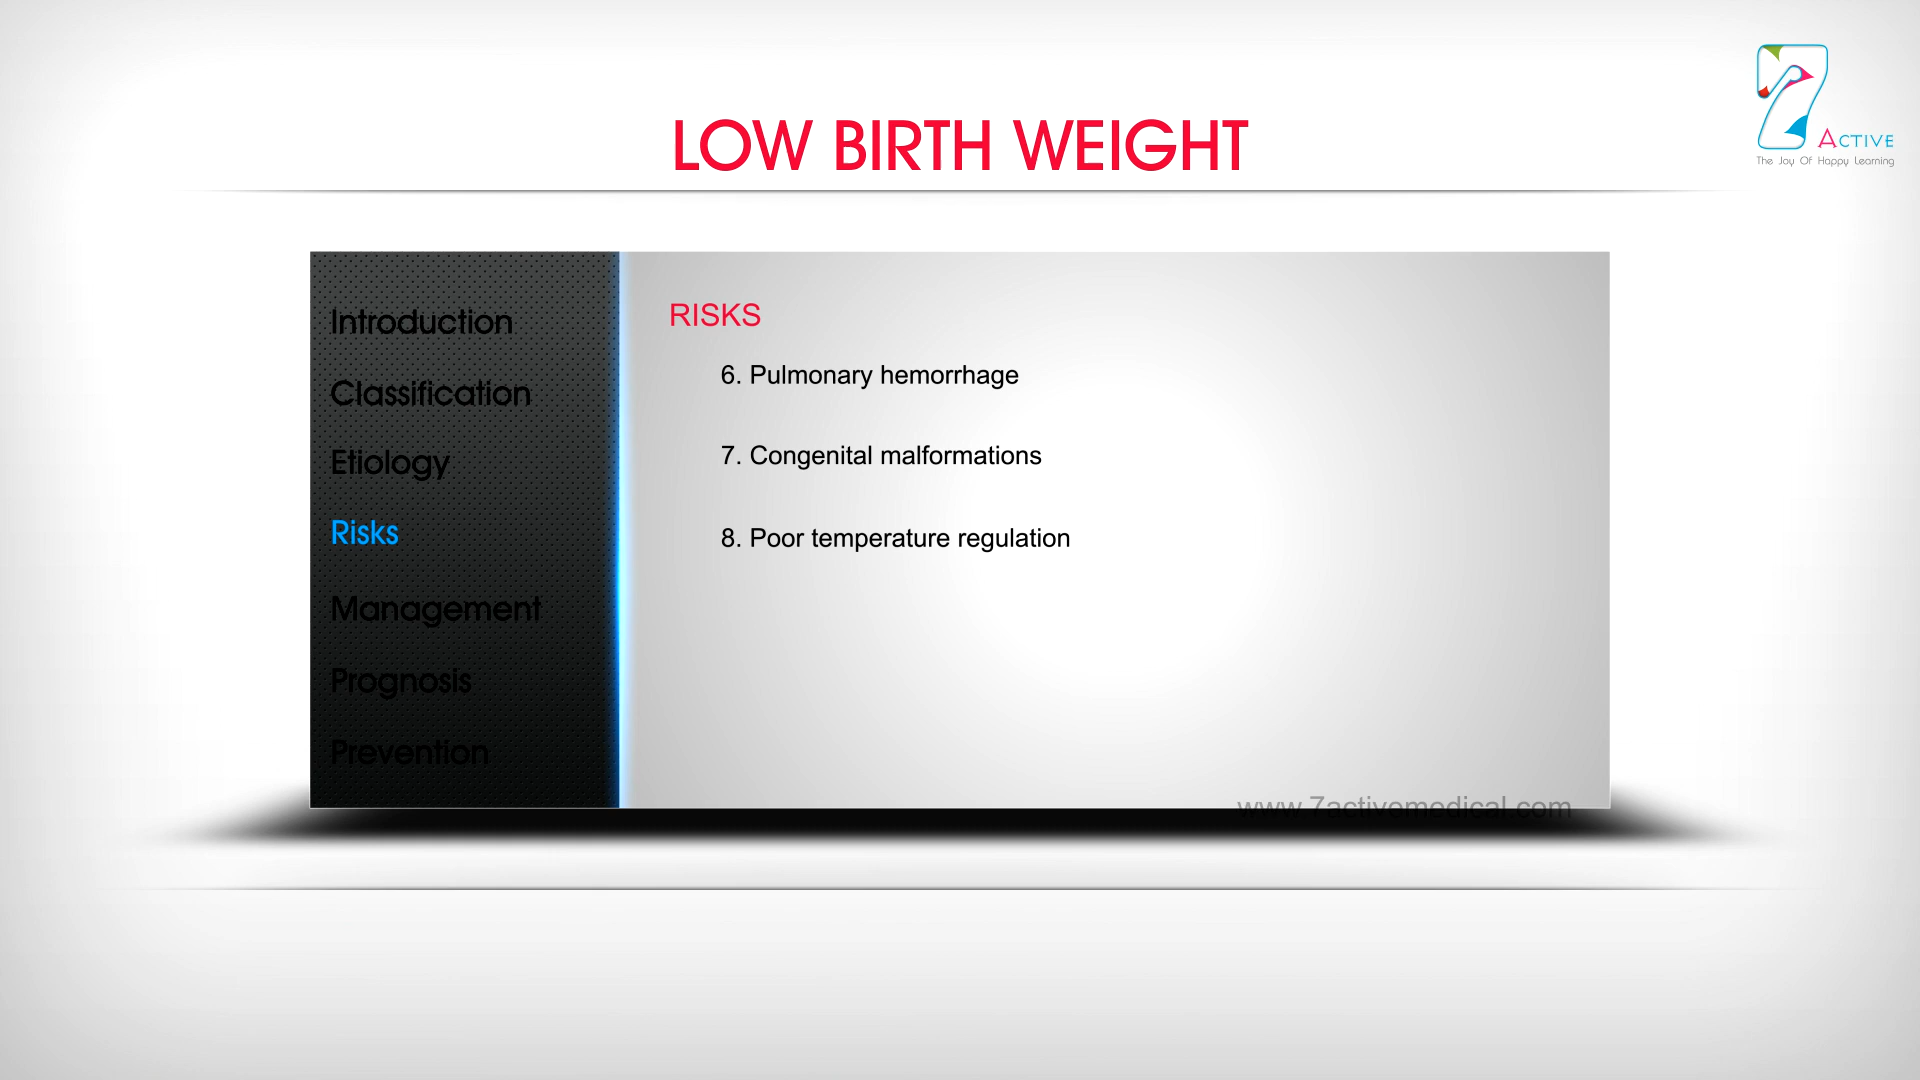 LOW BIRTH WEIGHT
7
ACTIVE
The Joy Of Happy Learning
Introduction
Classification
Etiology
Risks
Management
Prognosis
Prevention
RISKS
6. Pulmonary hemorrhage
7. Congenital malformations
8. Poor temperature regulation
www.7activemedical.com